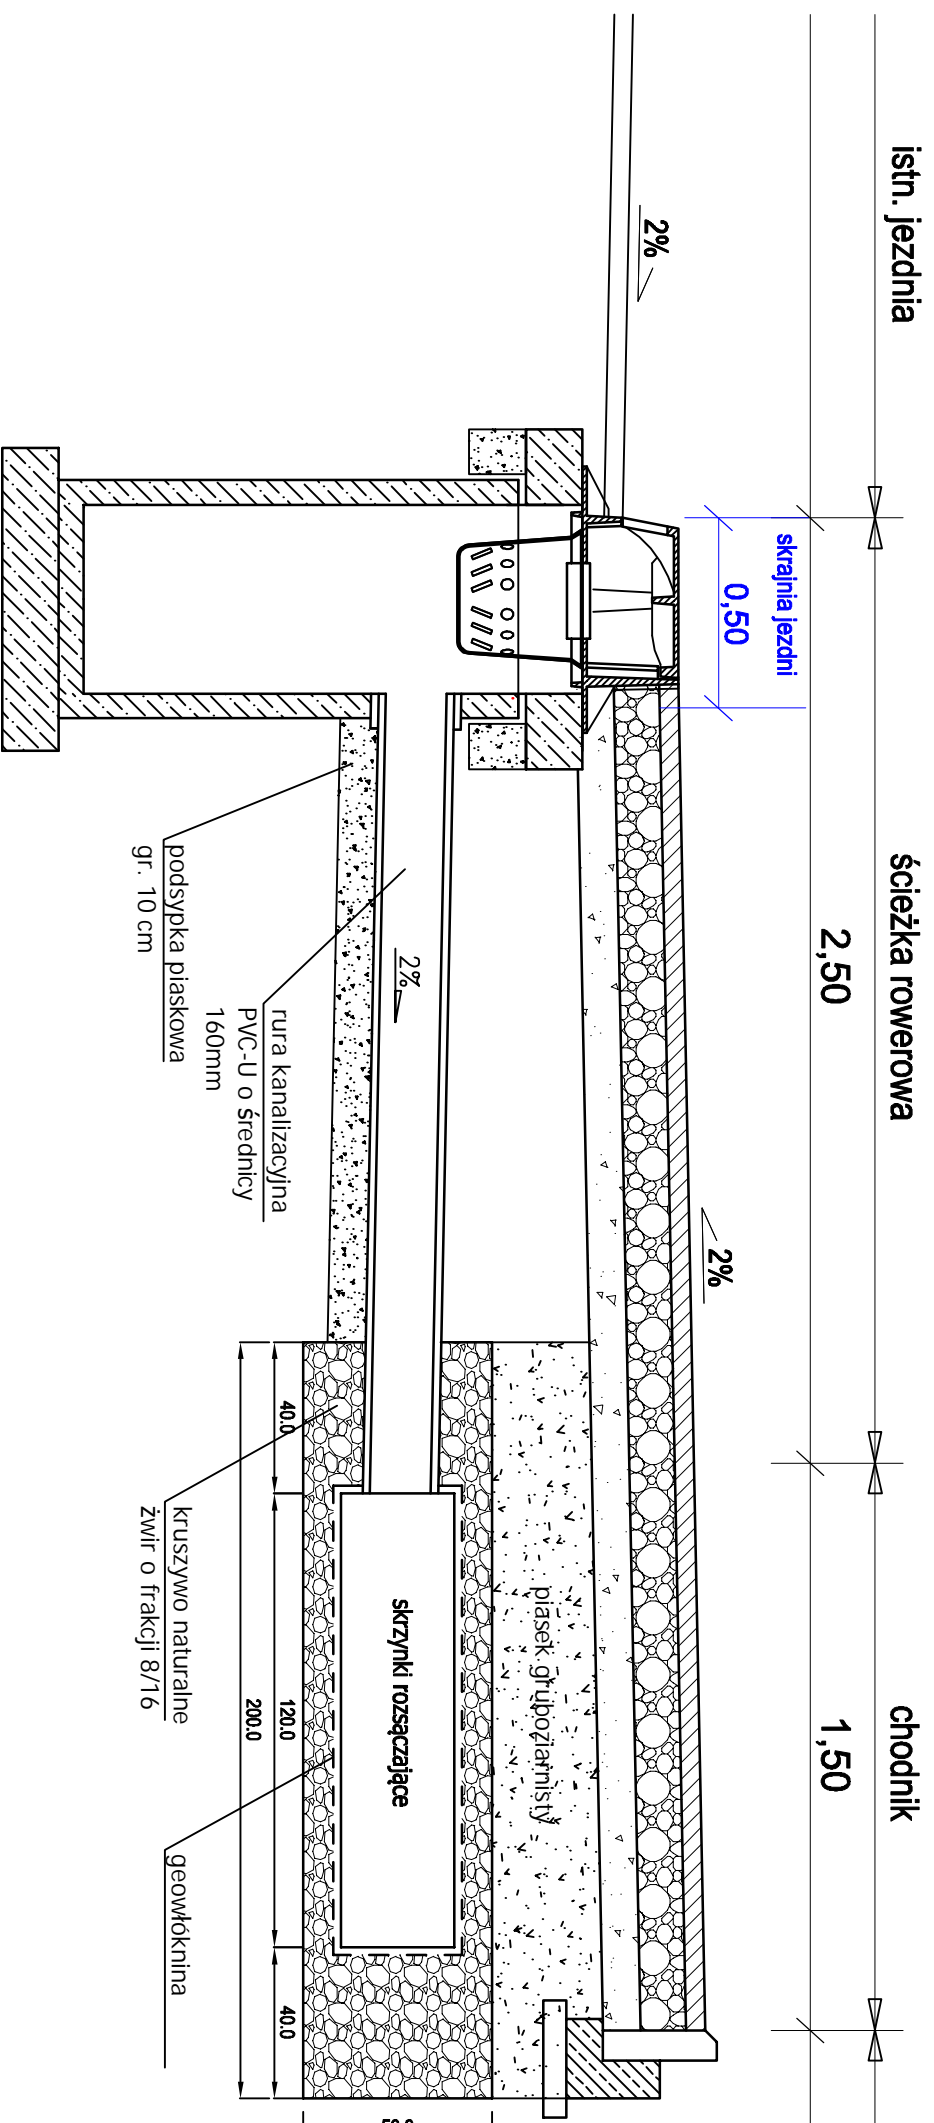 istn. jezdnia
ścieżka rowerowa
chodnik
2,50
1,50
skrajnia jezdni
0,50
2%
2%
2%
piasek gruboziarnisty
skrzynki rozsączające
rura kanalizacyjna
PVC-U o średnicy
160mm
podsypka piaskowa
gr. 10 cm
40.0
120.0
40.0
200.0
kruszywo naturalne
żwir o frakcji 8/16
geowłóknina